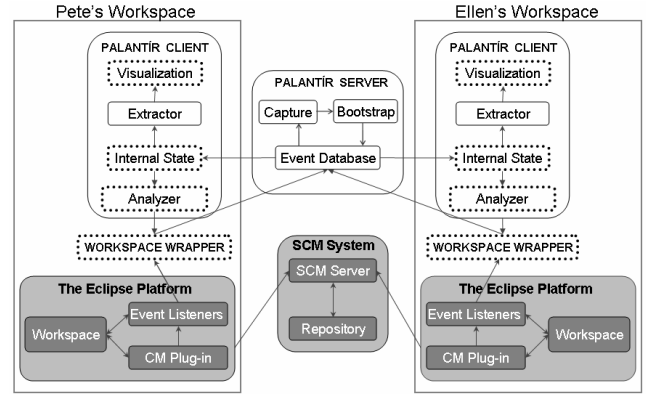 Pete's Workspace
Ellen's Workspace
PALANTÍR CLIENT
Visualization
Extractor
Internal State
Analyzer
WORKSPACE WRAPPER
The Eclipse Platform
Event Listeners
Workspace
CM Plug-in
PALANTÍR SERVER
Capture
Bootstrap
Event Database
SCM System
SCM Server
Repository
PALANTÍR CLIENT
Visualization
Extractor
Internal State
Analyzer
WORKSPACE WRAPPER
The Eclipse Platform
Event Listeners
Workspace
CM Plug-in